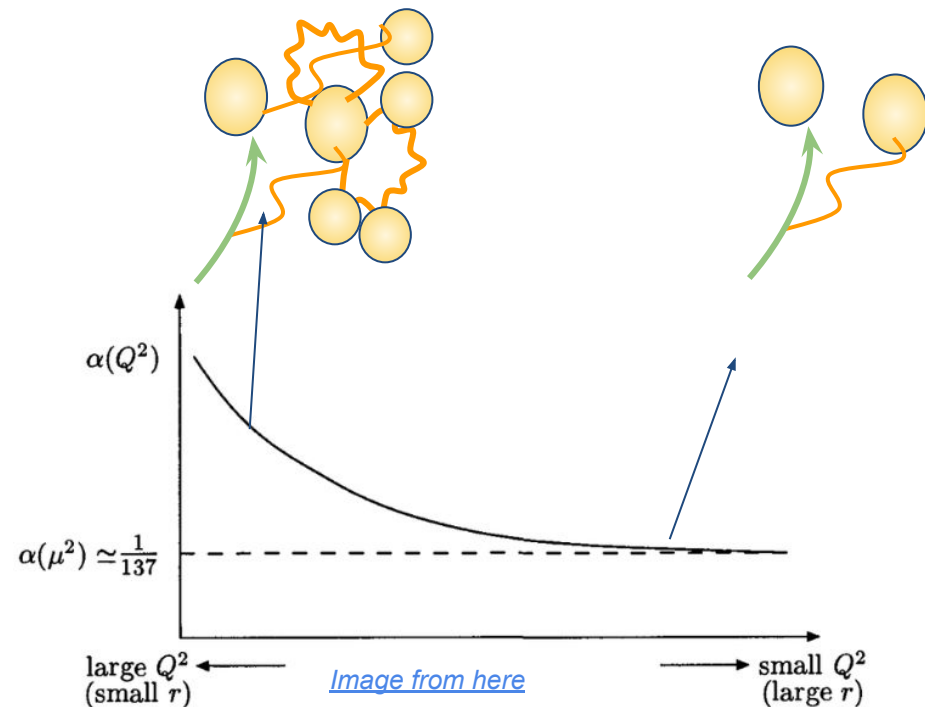 α(Q²)
α(μ²) ≃ 1/137
large Q² ← → small Q²
(small r) Image from here (large r)